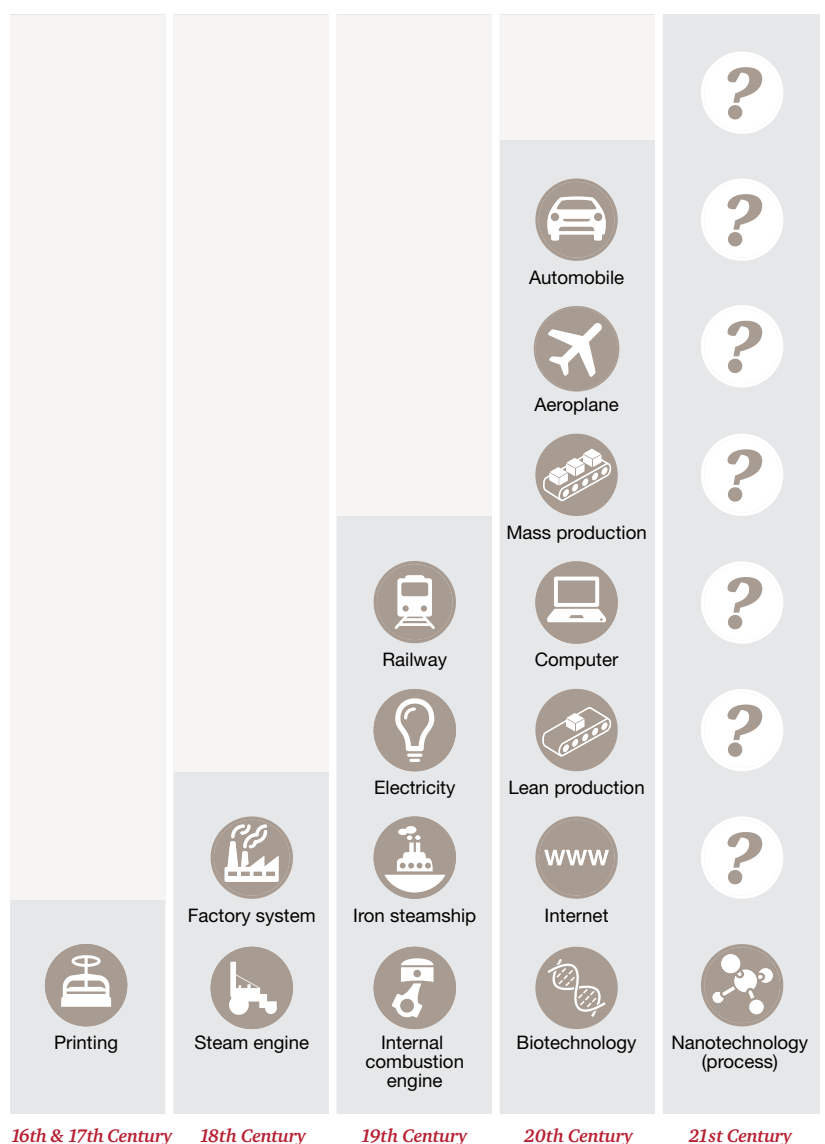 ?
?
Automobile
?
Aeroplane
?
Mass production
?
Railway
Computer
?
Electricity
Lean production
WWW
?
Factory system
Iron steamship
Internet
Printing
Steam engine
Internal
combustion
engine
Biotechnology
Nanotechnology
(process)
16th & 17th Century
18th Century
19th Century
20th Century
21st Century